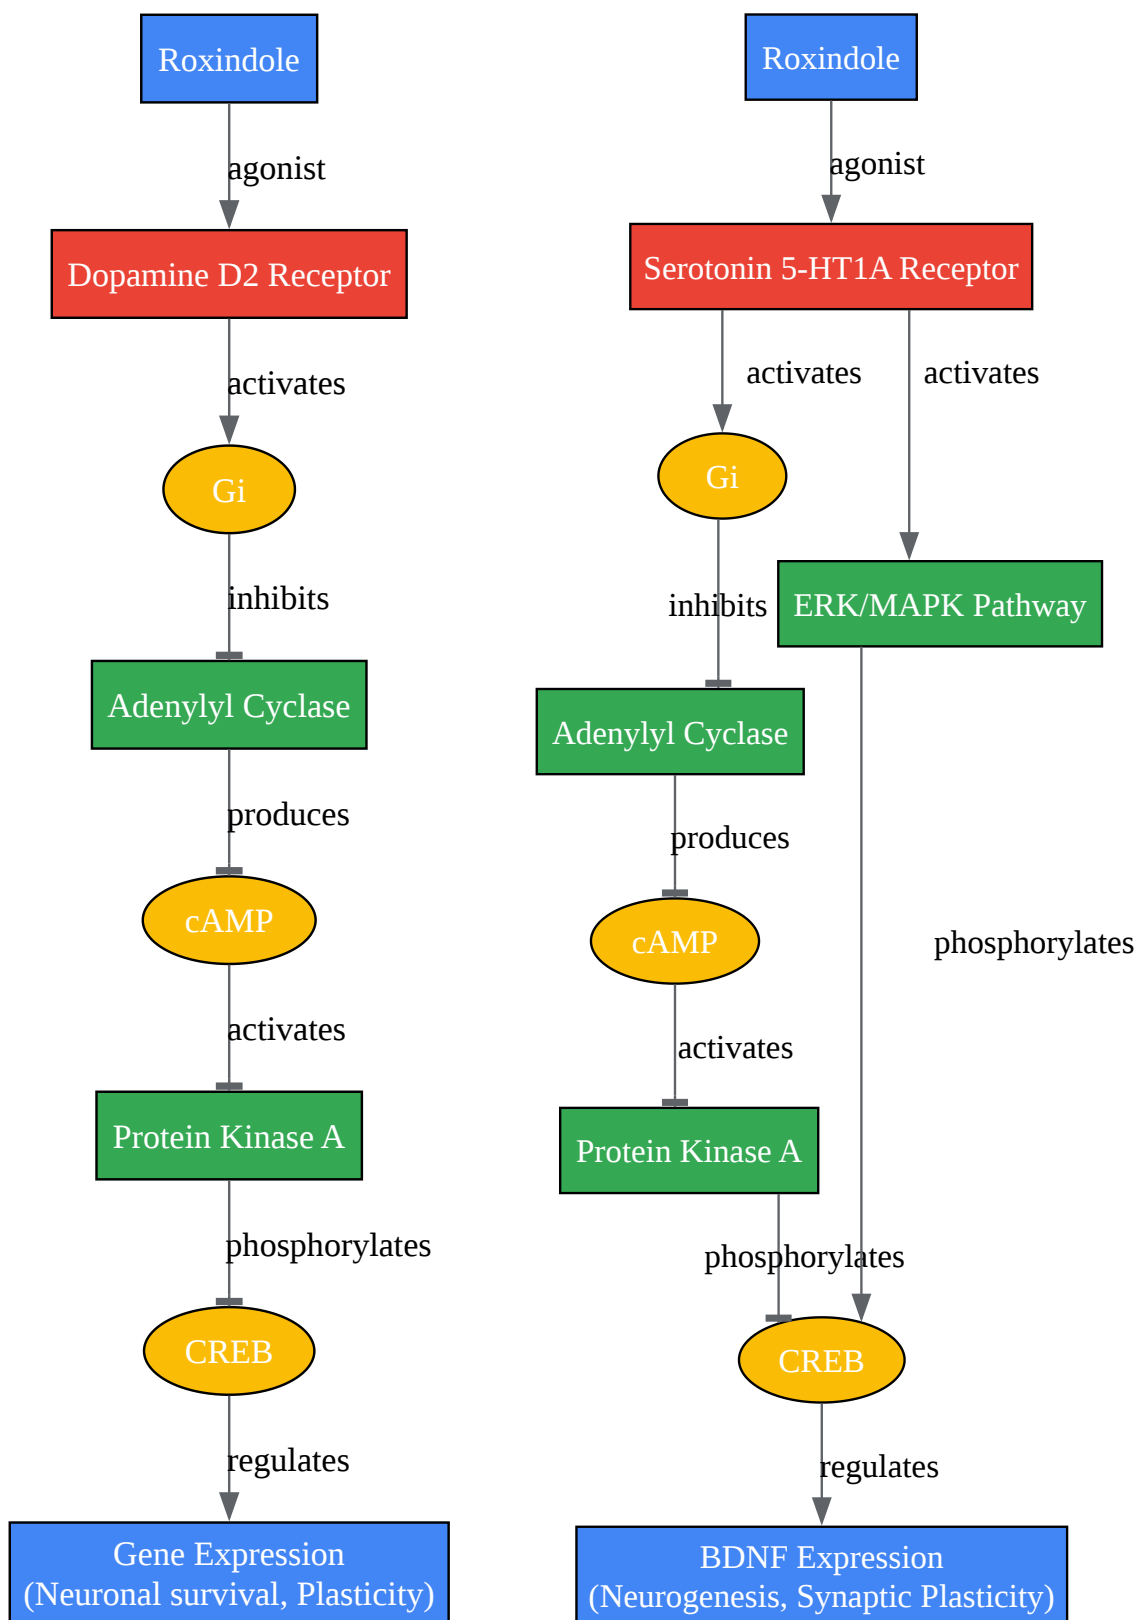 Roxindole
agonist
Dopamine D2 Receptor
activates
Gi
inhibits
Adenylyl Cyclase
produces
cAMP
activates
Protein Kinase A
phosphorylates
CREB
regulates
Gene Expression
(Neuronal survival, Plasticity)
Roxindole
agonist
Serotonin 5-HT1A Receptor
activates
activates
Gi
inhibits
ERK/MAPK Pathway
Adenylyl Cyclase
produces
cAMP
phosphorylates
activates
Protein Kinase A
phosphorylates
CREB
regulates
BDNF Expression
(Neurogenesis, Synaptic Plasticity)